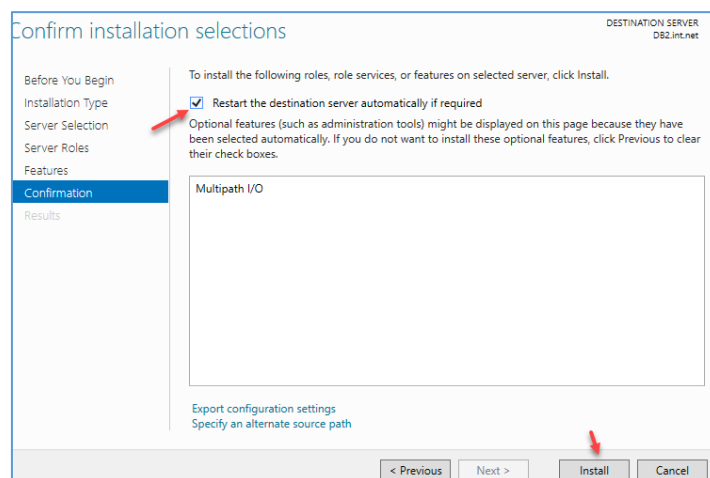 Confirm installation selections
DESTINATION SERVER
DB2.int.net
Before You Begin
Installation Type
Server Selection
Server Roles
Features
Confirmation
Results
To install the following roles, role services, or features on selected server, click Install.
Restart the destination server automatically if required
Optional features (such as administration tools) might be displayed on this page because they have
been selected automatically. If you do not want to install these optional features, click Previous to clear
their check boxes.
Multipath I/O
Export configuration settings
Specify an alternate source path
< Previous
Next >
Install
Cancel